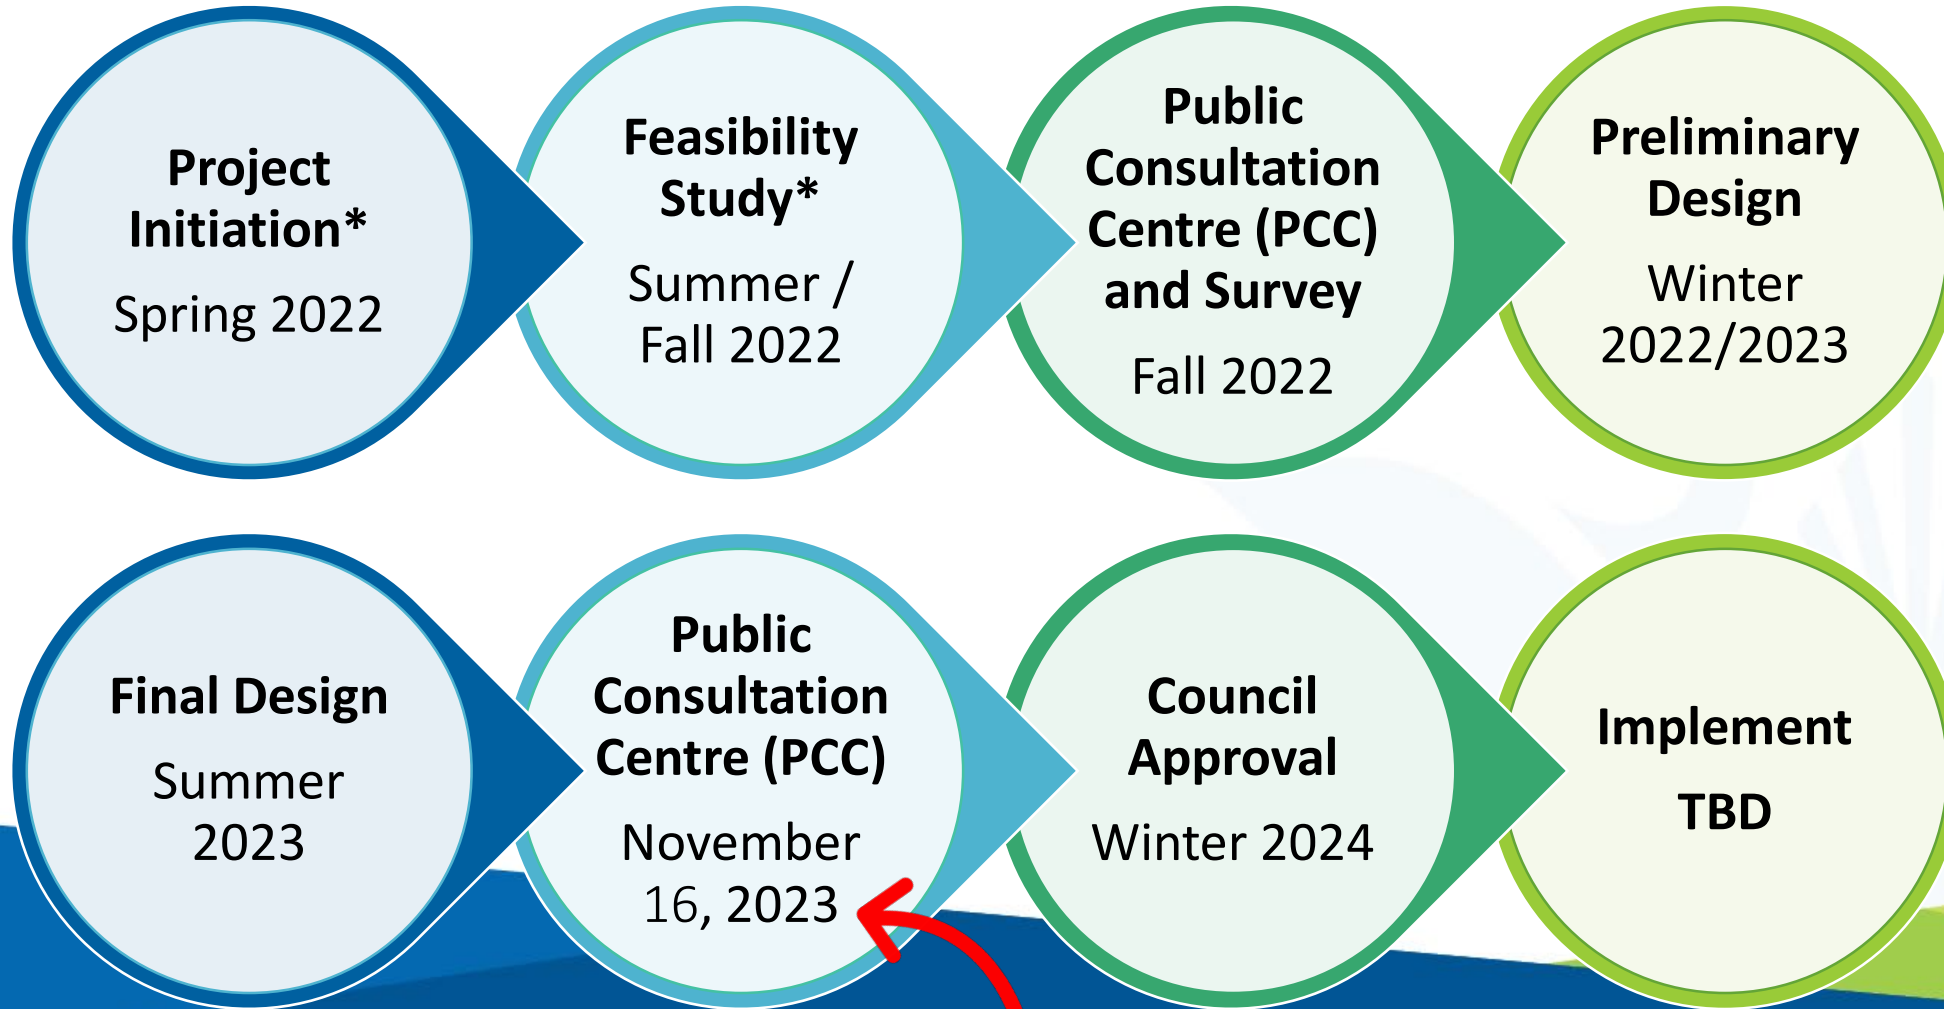 Project
Initiation*
Spring 2022
Feasibility
Study*
Summer /
Fall 2022
Public
Consultation
Centre (PCC)
and Survey
Fall 2022
Preliminary
Design
Winter
2022/2023
Final Design
Summer
2023
Public
Consultation
Centre (PCC)
November
16, 2023
Council
Approval
Winter 2024
Implement
TBD